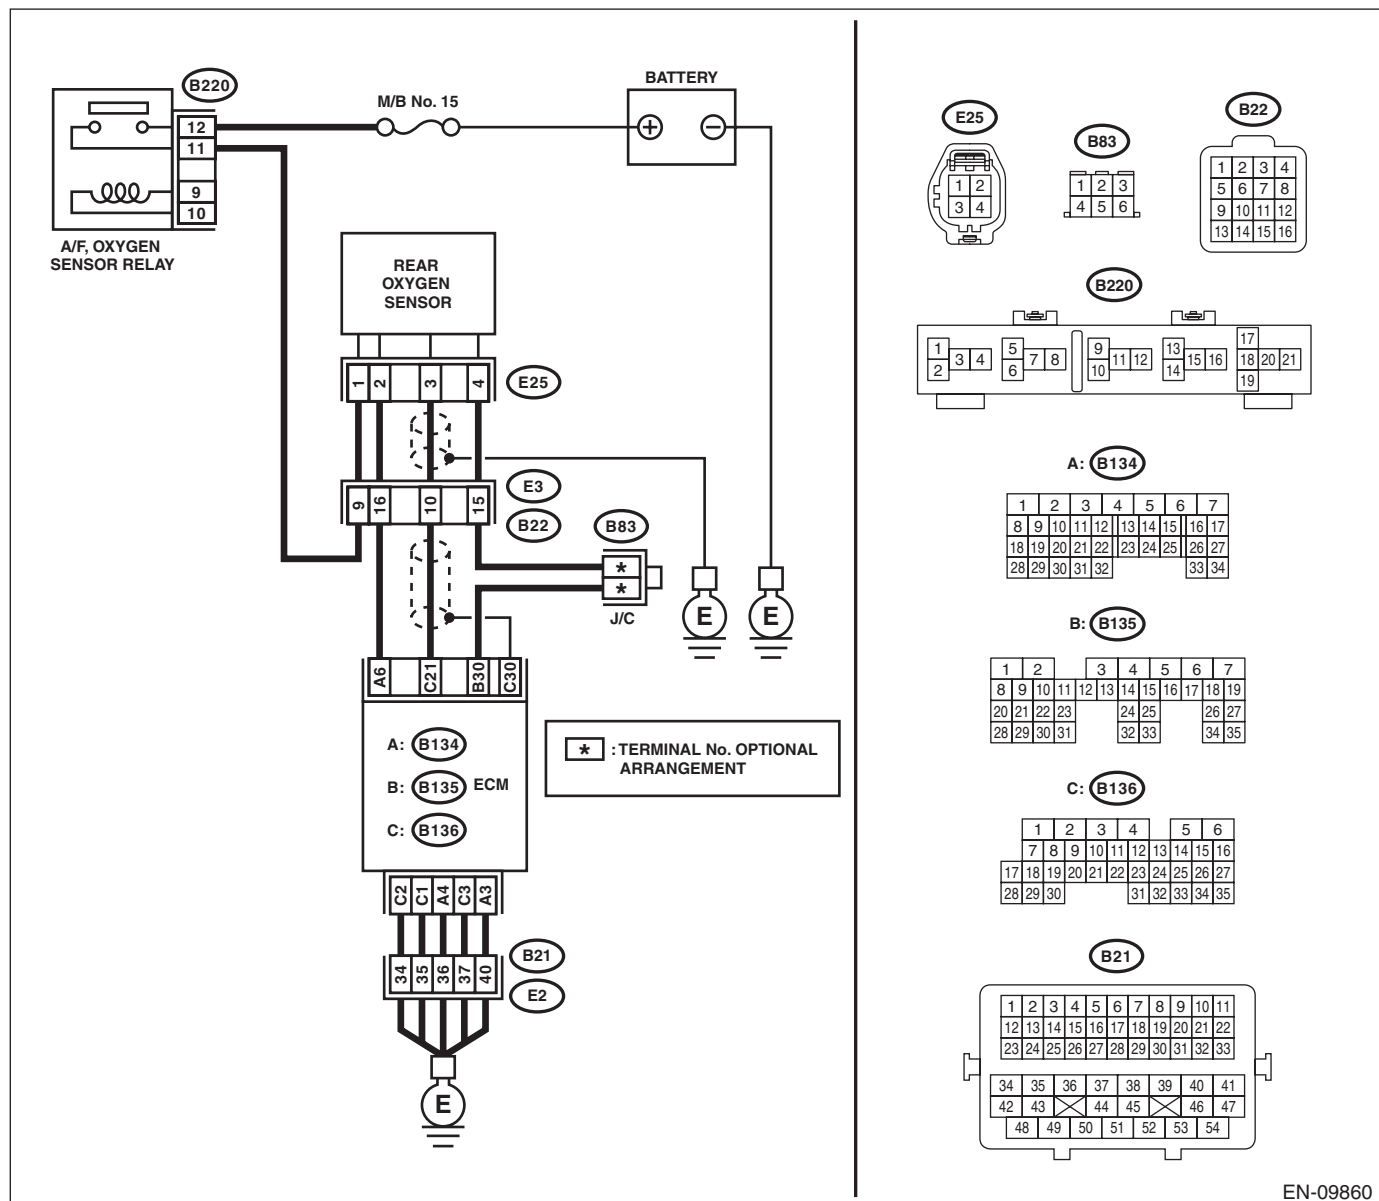 B220
12
11
9
10
A/F, OXYGEN
SENSOR RELAY
M/B No. 15
BATTERY
+ −
REAR
OXYGEN
SENSOR
1 2 3 4
E25
E3
9 16 10 15
B22
B83
*
*
J/C
E E
A6 C21 B30 C30
A: B134
B: B135 ECM
C: B136
* : TERMINAL No. OPTIONAL
ARRANGEMENT
C2 C1 A4 C3 A3
B21
34 35 36 37 40
E2
E
E25
1 2
3 4
B83
1 2 3
4 5 6
B22
1 2 3 4
5 6 7 8
9 10 11 12
13 14 15 16
B220
17
1 5 9 13
3 4 7 8 11 12 15 16 18 20 21
2 6 10 14
19
A: B134
1 2 3 4 5 6 7
8 9 10 11 12 13 14 15 16 17
18 19 20 21 22 23 24 25 26 27
28 29 30 31 32 33 34
B: B135
1 2 3 4 5 6 7
8 9 10 11 12 13 14 15 16 17 18 19
20 21 22 23 24 25 26 27
28 29 30 31 32 33 34 35
C: B136
1 2 3 4 5 6
7 8 9 10 11 12 13 14 15 16
17 18 19 20 21 22 23 24 25 26 27
28 29 30 31 32 33 34 35
B21
1 2 3 4 5 6 7 8 9 10 11
12 13 14 15 16 17 18 19 20 21 22
23 24 25 26 27 28 29 30 31 32 33
34 35 36 37 38 39 40 41
42 43 44 45 46 47
48 49 50 51 52 53 54
EN-09860